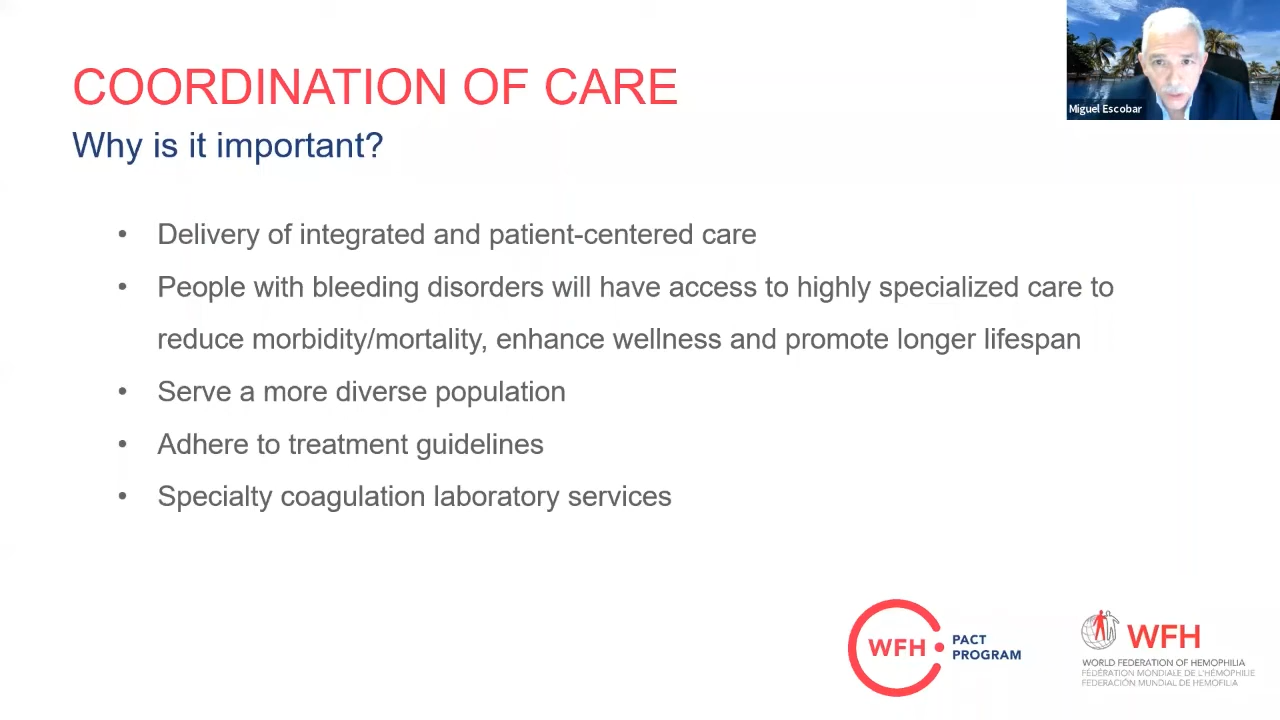 COORDINATION OF CARE
Why is it important?
Miguel Escobar
• Delivery of integrated and patient-centered care
• People with bleeding disorders will have access to highly specialized care to
reduce morbidity/mortality, enhance wellness and promote longer lifespan
• Serve a more diverse population
• Adhere to treatment guidelines
• Specialty coagulation laboratory services
WFH
PACT
PROGRAM
WFH
WORLD FEDERATION OF HEMOPHILIA
FÉDÉRATION MONDIALE DE L'HÉMOPHILIE
FEDERACIÓN MUNDIAL DE HEMOFILIA